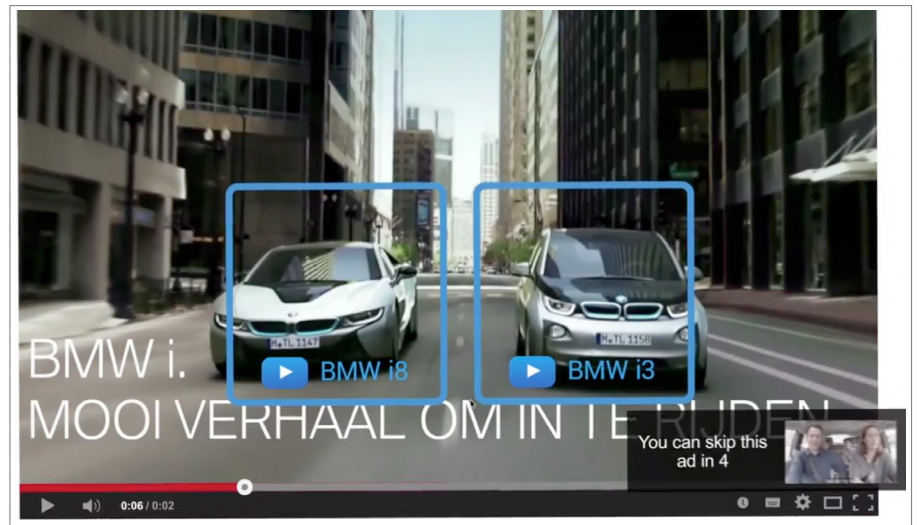 M·TL 1147
M·TL 1158
BMW i8
BMW i3
BMW i.
MOOI VERHAAL OM IN TE RIJDEN
You can skip this
ad in 4
0:06 / 0:02